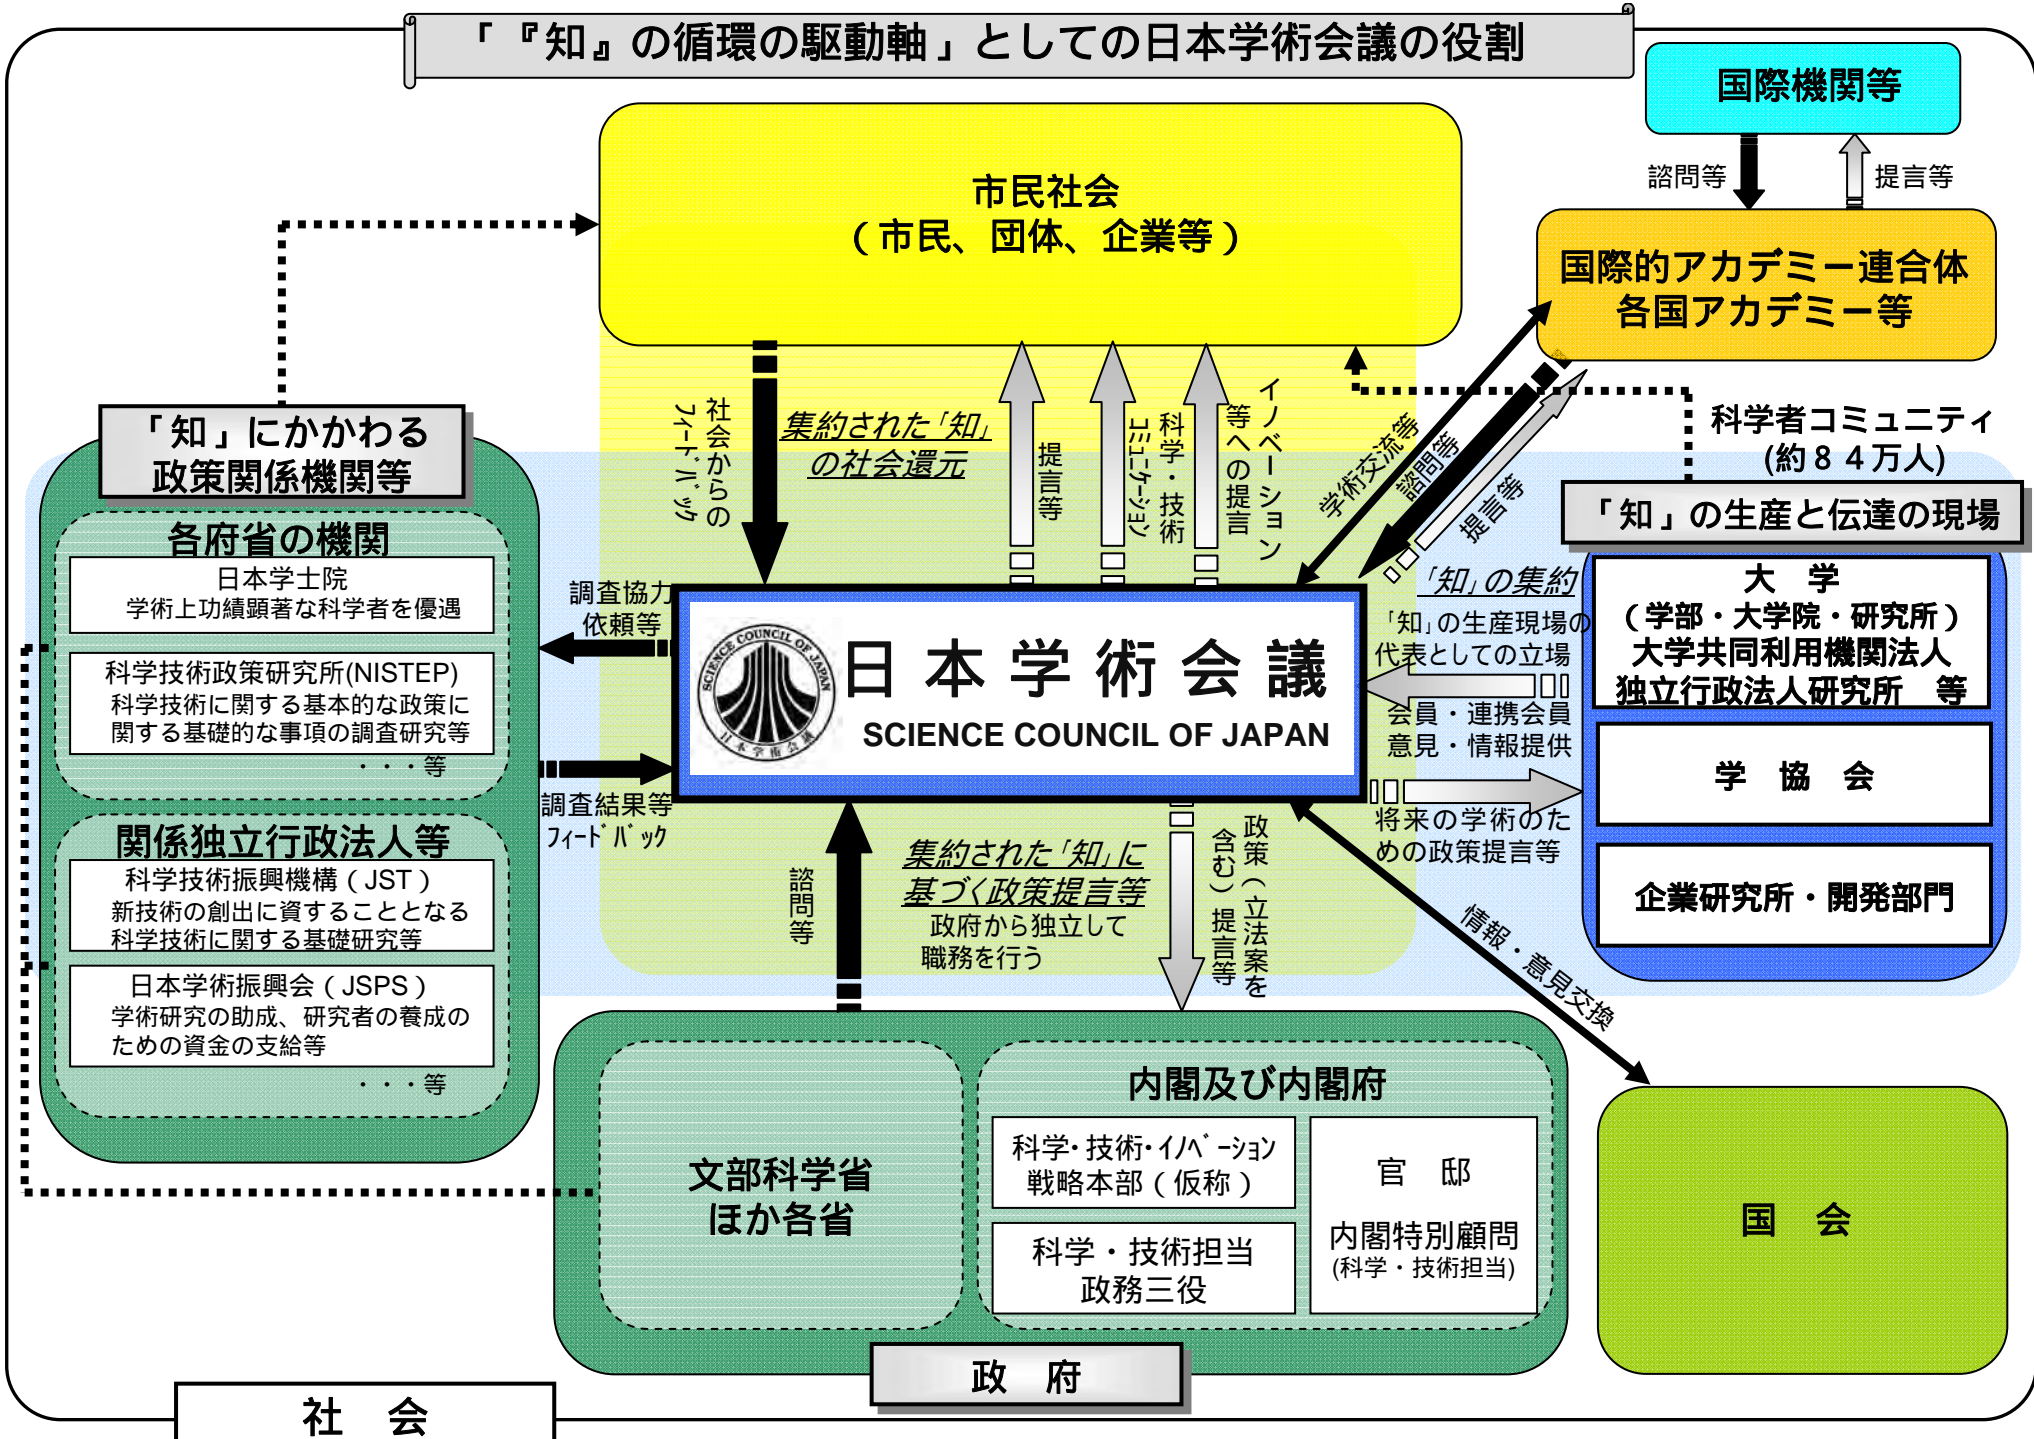 「『知』の循環の駆動軸」としての日本学術会議の役割
国際機関等
諮問等
提言等
市民社会
（市民、団体、企業等）
国際的アカデミー連合体
各国アカデミー等
科学者コミュニティ
(約８４万人)
「知」にかかわる
政策関係機関等
社会からの
フィードバック
集約された「知」
の社会還元
提言等
科学・技術
コミュニケーション
イノベーション
等への提言
学術交流等
諮問等
提言等
「知」の生産と伝達の現場
各府省の機関
日本学士院
学術上功績顕著な科学者を優遇
科学技術政策研究所(NISTEP)
科学技術に関する基本的な政策に
関する基礎的な事項の調査研究等
・・・等
関係独立行政法人等
科学技術振興機構（JST）
新技術の創出に資することとなる
科学技術に関する基礎研究等
日本学術振興会（JSPS）
学術研究の助成、研究者の養成の
ための資金の支給等
・・・等
調査協力
依頼等
調査結果等
フィードバック
SCIENCE COUNCIL OF JAPAN
日本学術会議
日本学術会議
SCIENCE COUNCIL OF JAPAN
「知」の集約
「知」の生産現場の
代表としての立場
会員・連携会員
意見・情報提供
将来の学術のた
めの政策提言等
大　学
（学部・大学院・研究所）
大学共同利用機関法人
独立行政法人研究所　等
学　協　会
企業研究所・開発部門
諮問等
集約された「知」に
基づく政策提言等
政府から独立して
職務を行う
政策（立法案を
含む）提言等
情報・意見交換
文部科学省
ほか各省
内閣及び内閣府
科学・技術・イノベーション
戦略本部（仮称）
科学・技術担当
政務三役
官　邸
内閣特別顧問
(科学・技術担当)
国　会
政　府
社　会